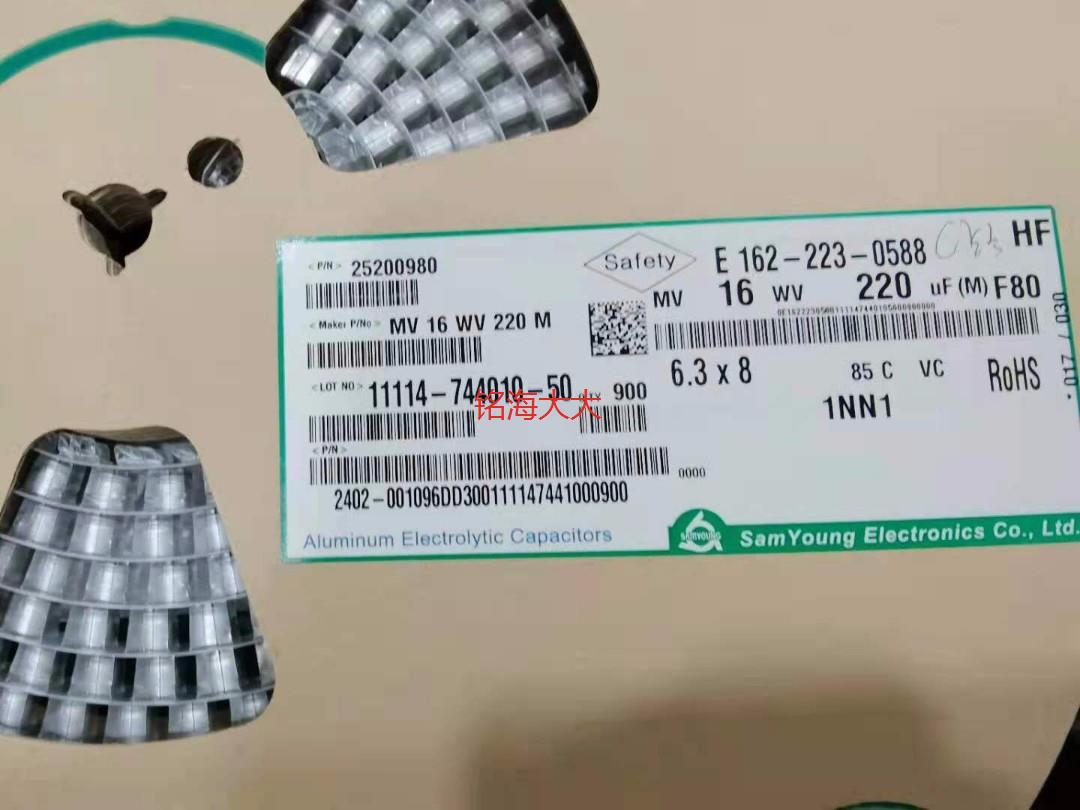 <P/N> 25200980
Safety
E 162-223-0588
HF
MV 16 WV 220 uF (M) F80
<Maker P/No> MV 16 WV 220 M
6.3 x 8 85 C VC RoHS
1NN1
<LOT NO> 11114-744010-50 900
铭海大大
<P/N>
0000
2402-001096DD300111147441000900
Aluminum Electrolytic Capacitors
SAMYOUNG
SamYoung Electronics Co., Ltd.
.017 / .030